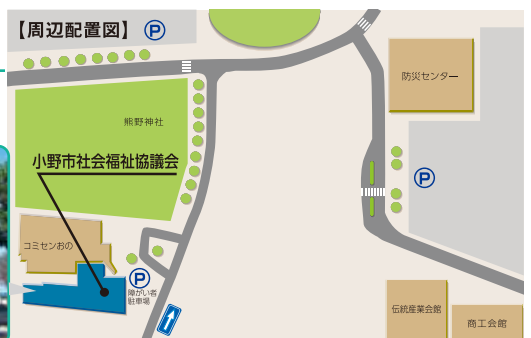 【周辺配置図】 P
防災センター
熊野神社
小野市社会福祉協議会
P
コミセンおの
P
障がい者
駐車場
伝統産業会館
商工会館